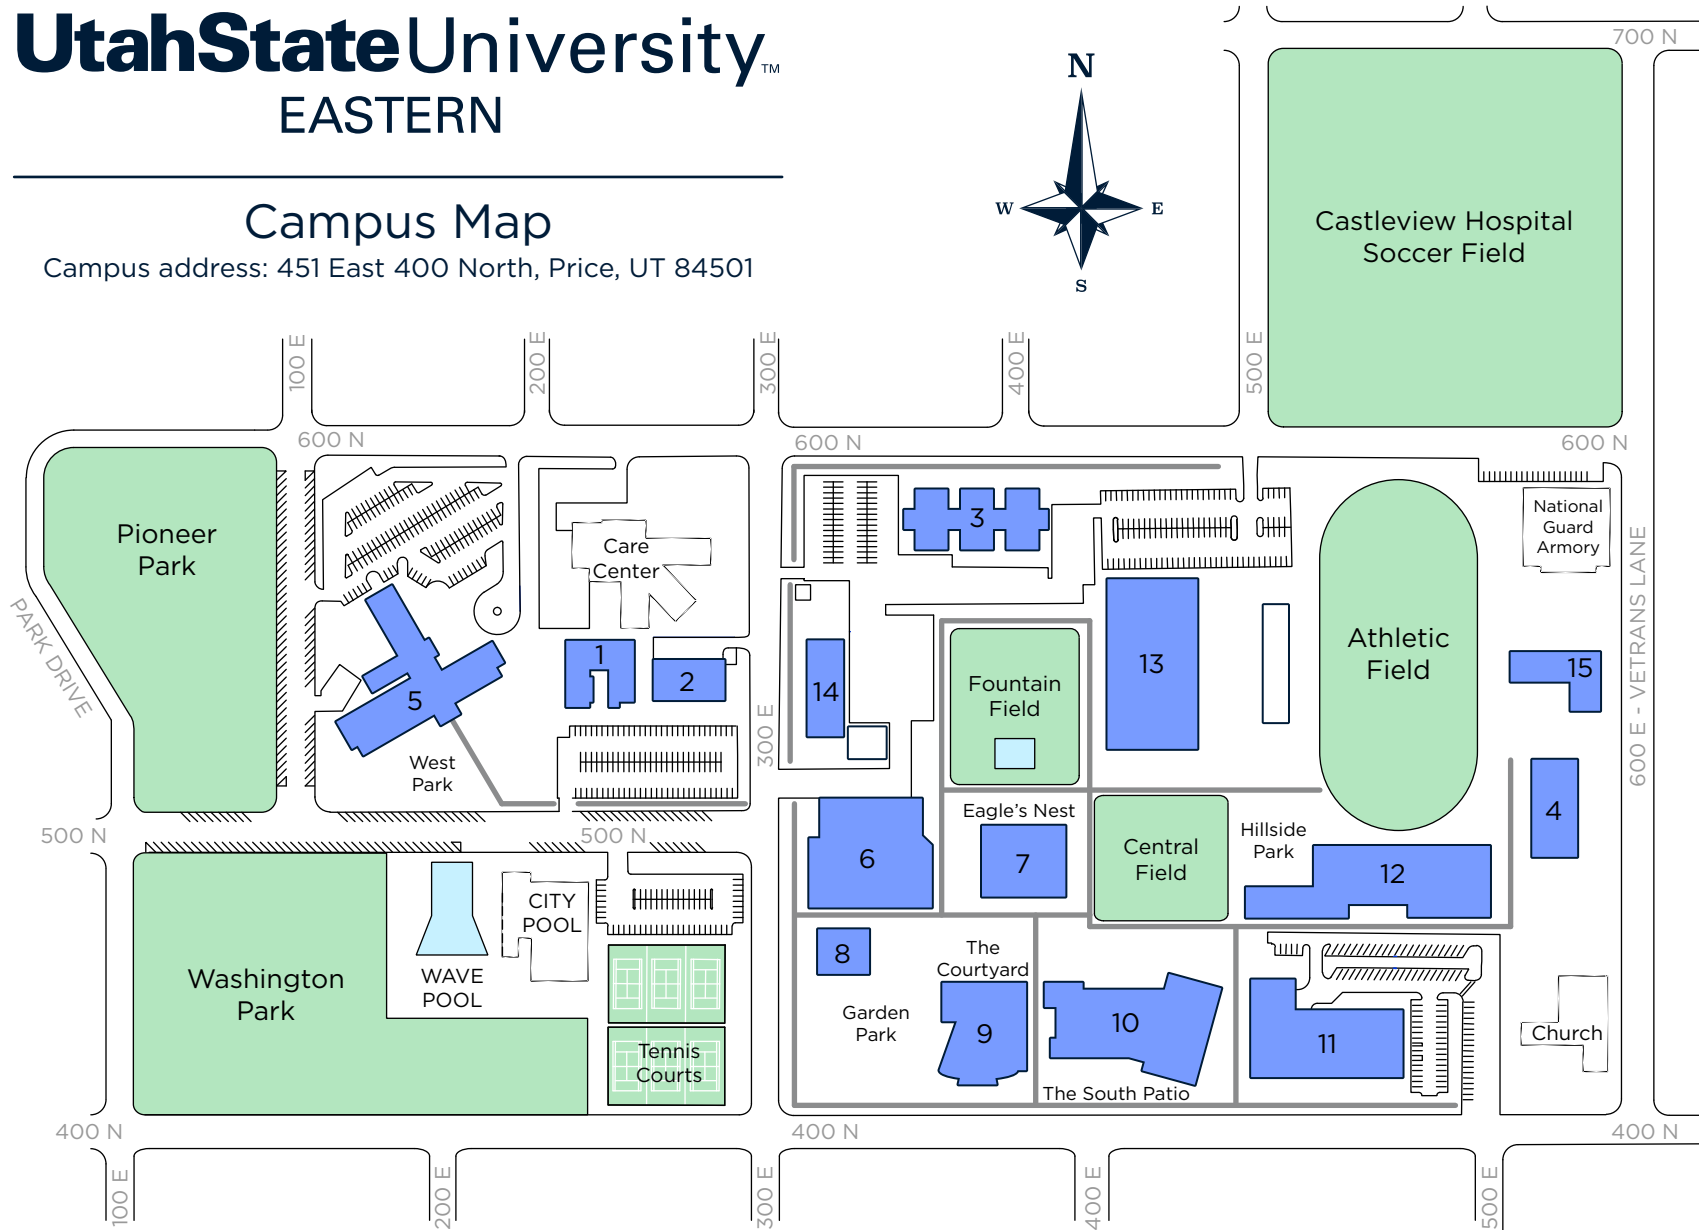 UtahStateUniversity™
EASTERN
Campus Map
Campus address: 451 East 400 North, Price, UT 84501
N
W
E
S
700 N
Castleview Hospital
Soccer Field
100 E
200 E
300 E
400 E
500 E
600 N
600 N
600 N
Pioneer
Park
PARK DRIVE
Care
Center
3
National
Guard
Armory
600 E - VETRANS LANE
Athletic
Field
1
2
5
14
Fountain
Field
13
15
300 E
West
Park
500 N
500 N
Eagle's Nest
4
6
7
Central
Field
Hillside
Park
12
CITY
POOL
WAVE
POOL
Washington
Park
8
The
Courtyard
Garden
Park
9
10
11
Church
Tennis
Courts
The South Patio
400 N
400 N
400 N
100 E
200 E
300 E
400 E
500 E